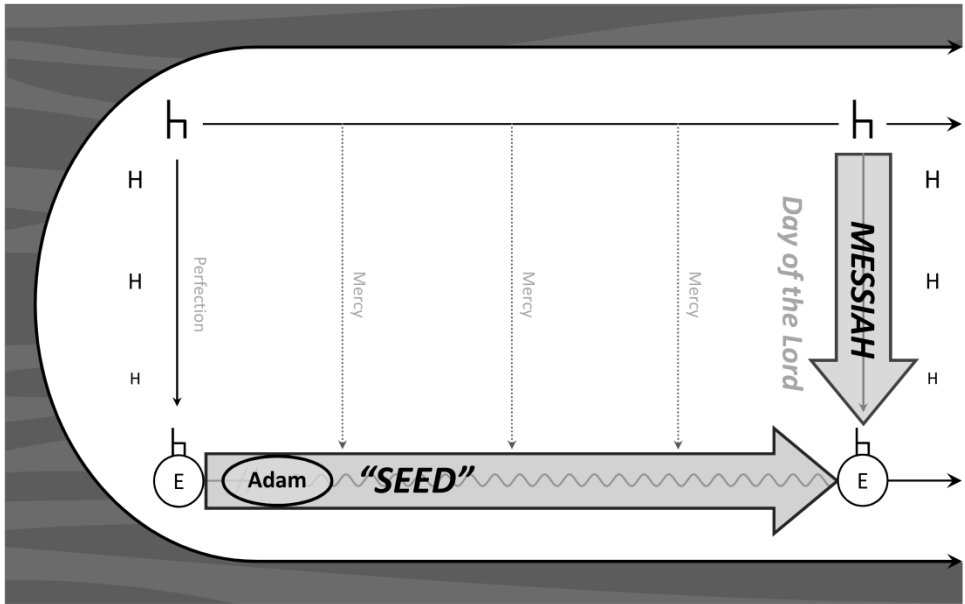 H
H
H
Perfection
Mercy
Mercy
Mercy
Day of the Lord
MESSIAH
H
H
H
E
Adam
“SEED”
E